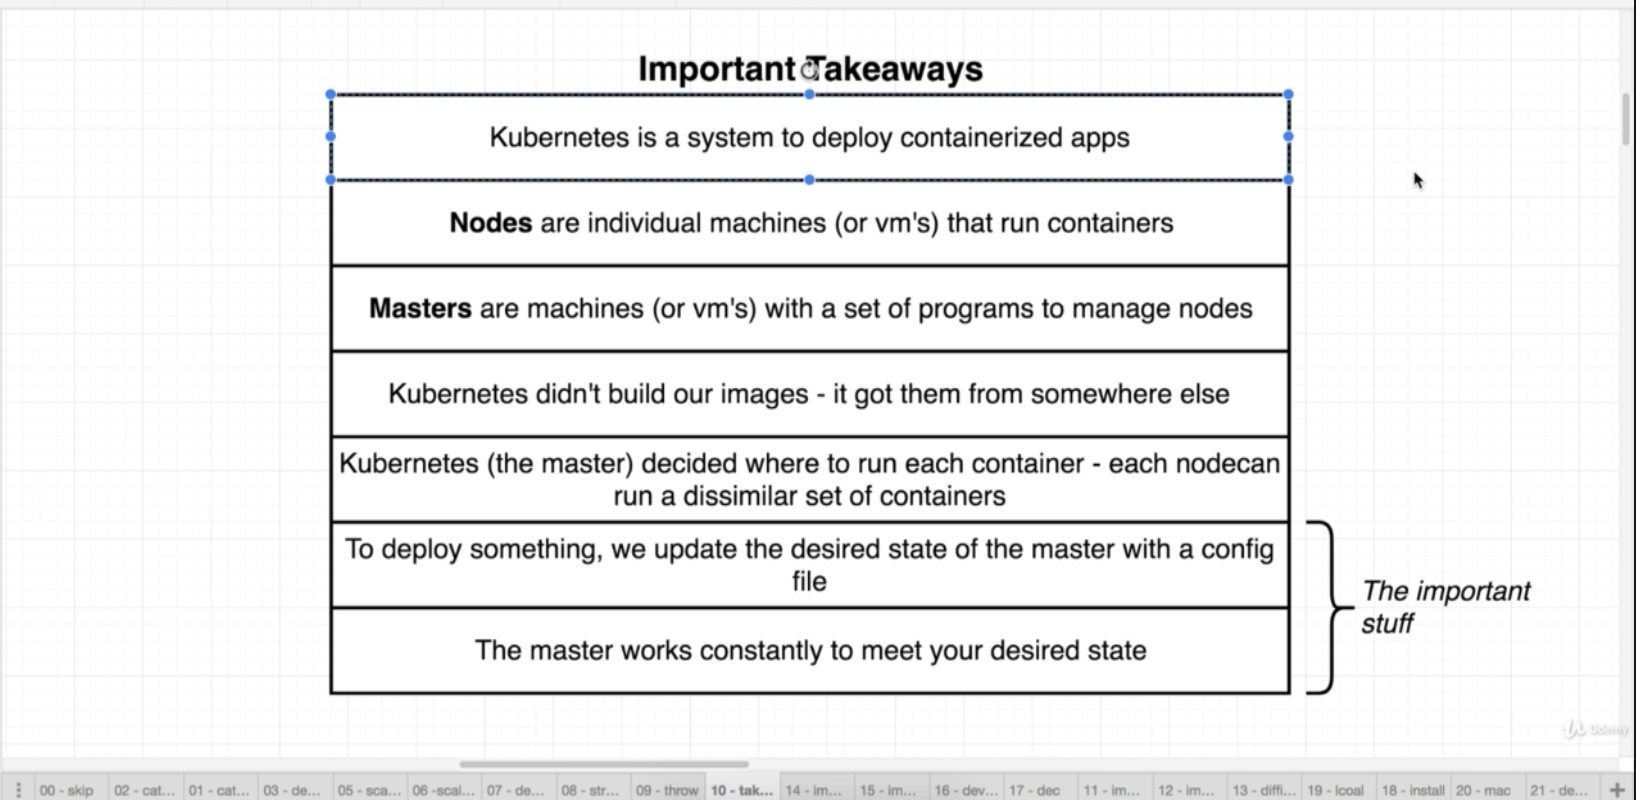 Important Takeaways
Kubernetes is a system to deploy containerized apps
Nodes are individual machines (or vm's) that run containers
Masters are machines (or vm's) with a set of programs to manage nodes
Kubernetes didn't build our images - it got them from somewhere else
Kubernetes (the master) decided where to run each container - each nodecan
run a dissimilar set of containers
To deploy something, we update the desired state of the master with a config
file
The master works constantly to meet your desired state
The important
stuff
Udemy
00 - skip 02 - cat... 01 - cat... 03 - de... 05 - sca... 06 -scal... 07 - de... 08 - str... 09 - throw 10 - tak... 14 - im... 15 - im... 16 - dev... 17 - dec 11 - im... 12 - im... 13 - diffi... 19 - lcoal 18 - install 20 - mac 21 - de...